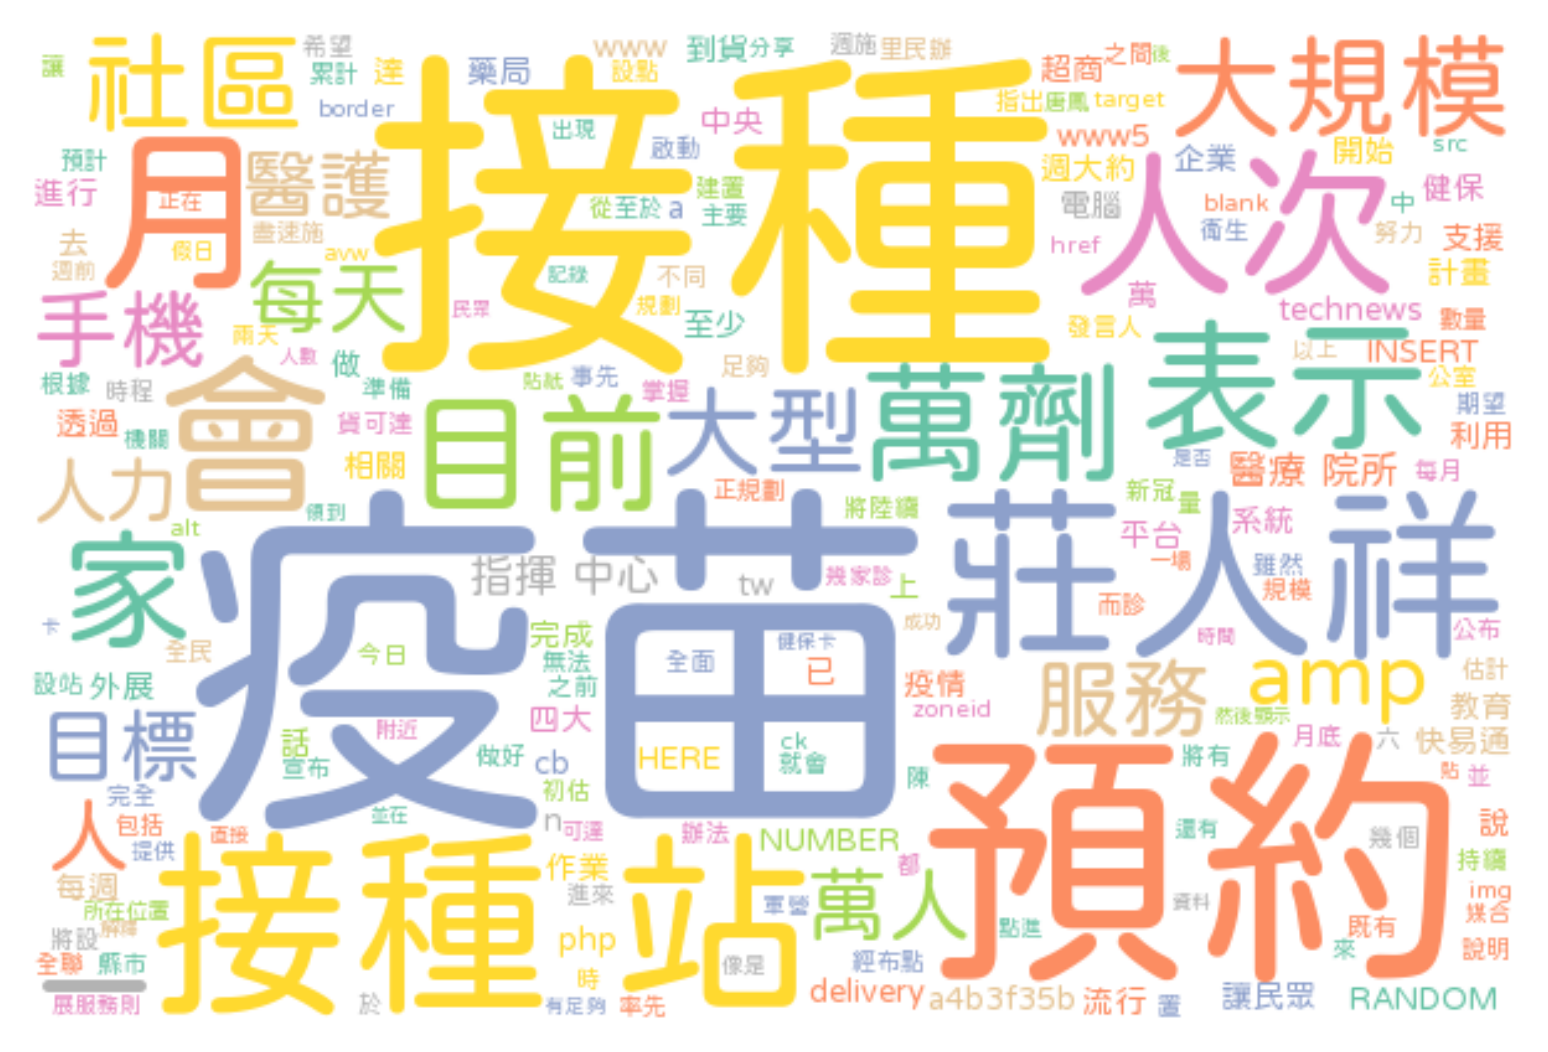 讓
社區
希望
累計
達
border
藥局
www
設點
到貨
分享
週施
里民辦
超商
之間
後
大規模
指出
唐鳳
target
接種
出現
中央
啟動
www5
週大約
企業
開始
src
預計
進行
月
正在
醫護
盡速施
假日
avw
去
週前
從
至於
a
建置
主要
電腦
人次
blank
衛生
href
中
健保
努力
支援
計畫
手機
每天
兩天
人數
記錄
民眾
不同
規劃
至少
萬
technews
發言人
數量
以上
INSERT
公室
根據
時程
會
做
準備
貼紙
事先
足夠
掌握
大型
萬劑
表示
期望
利用
透過
機關
貨可達
相關
目前
正規劃
是否
醫療
院所
每月
人力
領到
alt
將陸續
新冠
量
平台
系統
家
疫苗
指揮
中心
tw
幾家診
上
莊人祥
一場
雖然
規模
而診
時間
公布
卡
全民
今日
完成
無法
之前
全面
健保卡
已
成功
疫情
zoneid
設站
外展
附近
四大
服務
amp
估計
教育
然後
顯示
目標
話
宣布
做好
cb
HERE
ck
就會
陳
將有
月底
六
快易通
貼
並
完全
人
包括
提供
直接
並在
初估
n
可達
辦法
NUMBER
預約
還有
幾個
說
持續
每週
所在位置
解釋
接種站
作業
進來
萬人
都
點進
資料
img
媒合
既有
來
說明
將設
全聯
縣市
展服務則
php
時
像是
經布點
於
有足夠
率先
delivery
a4b3f35b
流行
置
讓民眾
RANDOM